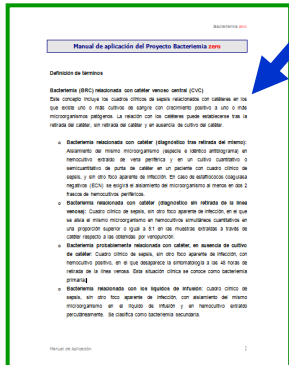 Bacteriemia zero
Manual de aplicación del Proyecto Bacteriemia zero
Definición de términos
Bacteriemia (BRC) relacionada con catéter venoso central (CVC)
Este concepto incluye los cuadros clínicos de sepsis relacionados con catéteres en los
que existe uno o más cultivos de sangre con crecimiento positivo a uno o más
microorganismos patógenos. La relación con los catéteres puede establecerse tras la
retirada del catéter, sin retirada del catéter y en ausencia de cultivo del catéter.
o Bacteriemia relacionada con catéter (diagnóstico tras retirada del mismo):
Aislamiento del mismo microorganismo (especie e idéntico antibiograma) en
hemocultivo extraído de vena periférica y en un cultivo cuantitativo o
semicuantitativo de punta de catéter en un paciente con cuadro clínico de
sepsis, y sin otro foco aparente de infección. En caso de estafilococos coagulasa
negativos (ECN) se exigirá el aislamiento del microorganismo al menos en dos 2
frascos de hemocultivos periféricos.
o Bacteriemia relacionada con catéter (diagnóstico sin retirada de la línea
venosa): Cuadro clínico de sepsis, sin otro foco aparente de infección, en el que
se aísla el mismo microorganismo en hemocultivos simultáneos cuantitativos en
una proporción superior o igual a 5:1 en las muestras extraídas a través de
catéter respecto a las obtenidas por venopunción.
o Bacteriemia probablemente relacionada con catéter, en ausencia de cultivo
de catéter: Cuadro clínico de sepsis, sin otro foco aparente de infección, con
hemocultivo positivo, en el que desaparece la sintomatología a las 48 horas de
retirada de la línea venosa. Esta situación clínica se conoce como bacteriemia
primaria
o Bacteriemia relacionada con los líquidos de infusión: cuadro clínico de
sepsis, sin otro foco aparente de infección, con aislamiento del mismo
microorganismo en el líquido de infusión y en hemocultivo extraído
percutáneamente. Se clasifica como bacteriemia secundaria.
Manual de Aplicación